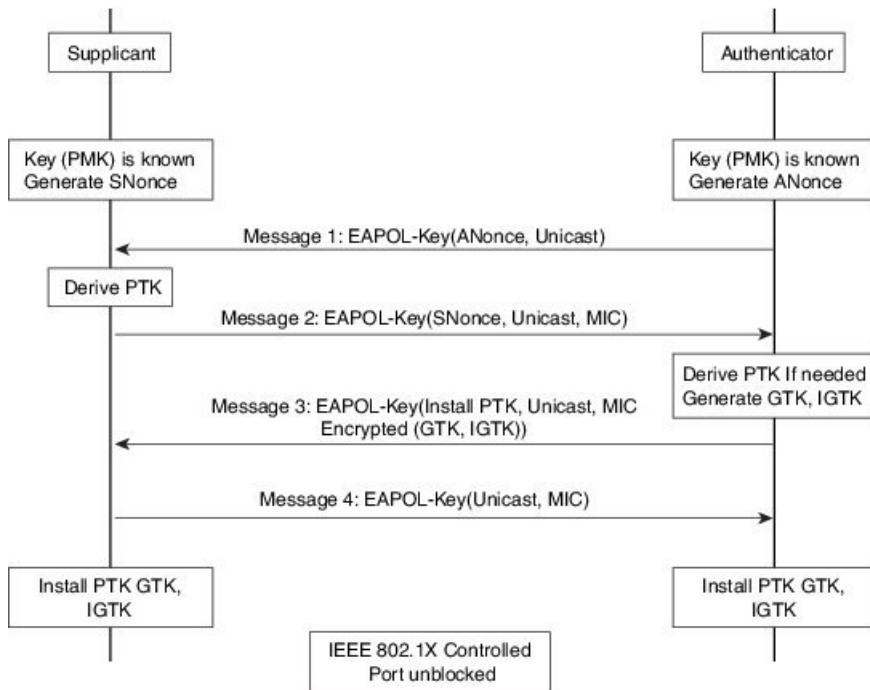 Supplicant
Authenticator
Key (PMK) is known
Generate SNonce
Key (PMK) is known
Generate ANonce
Message 1: EAPOL-Key(ANonce, Unicast)
Derive PTK
Message 2: EAPOL-Key(SNonce, Unicast, MIC)
Derive PTK If needed
Generate GTK, IGTK
Message 3: EAPOL-Key(Install PTK, Unicast, MIC
Encrypted (GTK, IGTK))
Message 4: EAPOL-Key(Unicast, MIC)
Install PTK GTK,
IGTK
Install PTK GTK,
IGTK
IEEE 802.1X Controlled
Port unblocked